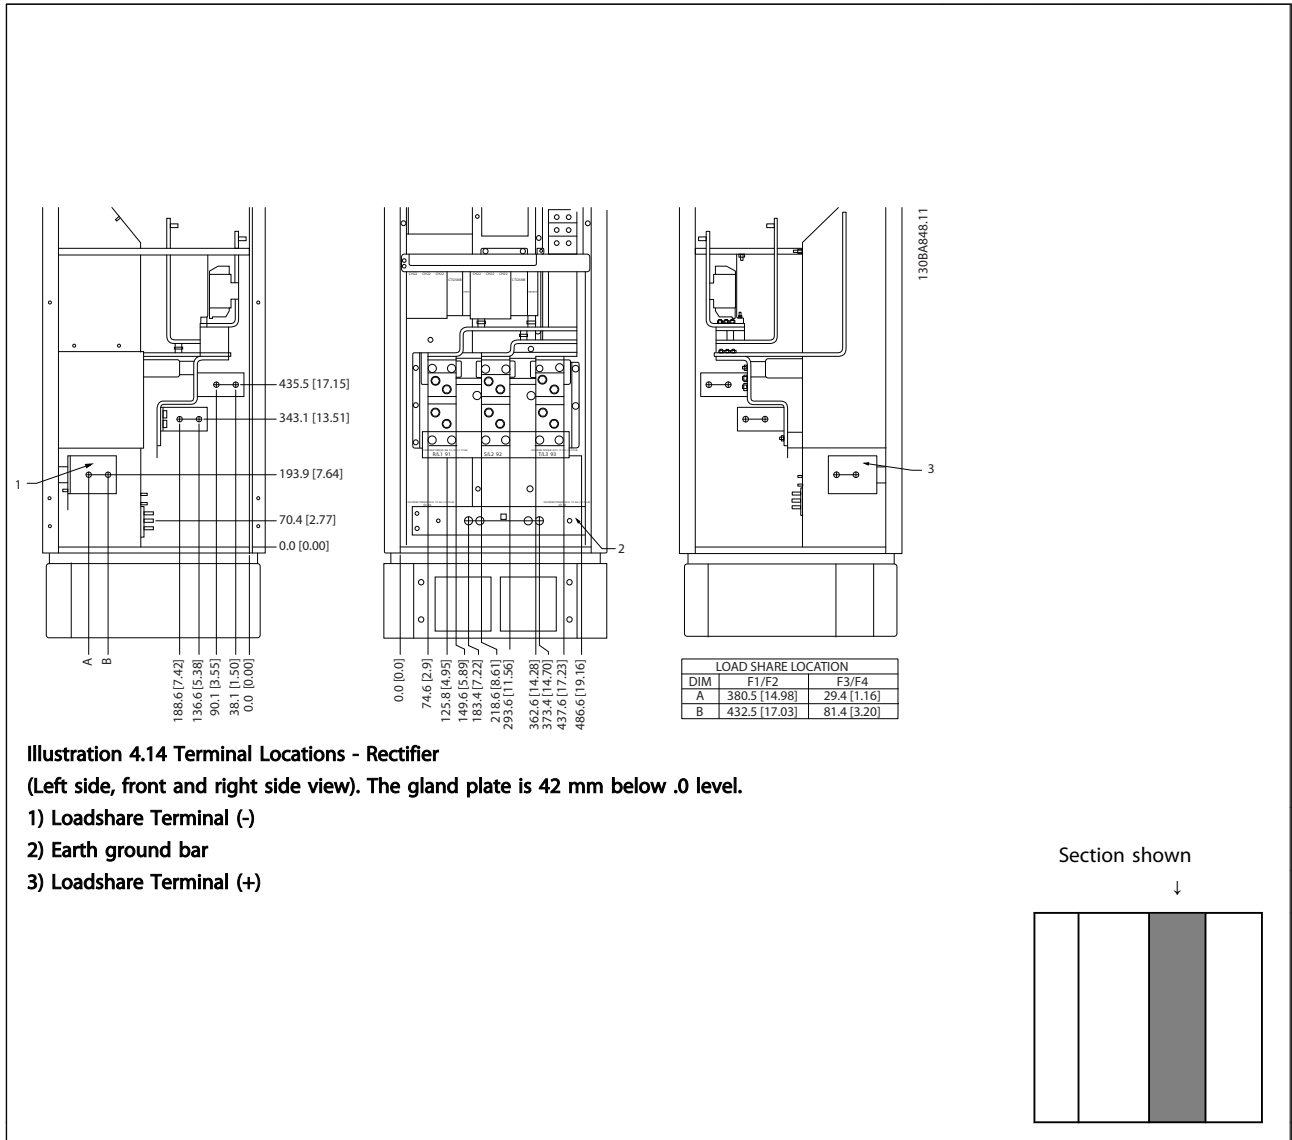 130BA848.11
435.5 [17.15]
343.1 [13.51]
193.9 [7.64]
70.4 [2.77]
0.0 [0.00]
1
2
3
A
B
188.6 [7.42]
136.6 [5.38]
90.1 [3.55]
38.1 [1.50]
0.0 [0.00]
R/L1 91
S/L2 92
T/L3 93
0.0 [0.0]
74.6 [2.9]
125.8 [4.95]
149.6 [5.89]
183.4 [7.22]
218.6 [8.61]
293.6 [11.56]
362.6 [14.28]
373.4 [14.70]
437.6 [17.23]
486.6 [19.16]
LOAD SHARE LOCATION
DIM F1/F2 F3/F4
A 380.5 [14.98] 29.4 [1.16]
B 432.5 [17.03] 81.4 [3.20]
Illustration 4.14 Terminal Locations - Rectifier
(Left side, front and right side view). The gland plate is 42 mm below .0 level.
1) Loadshare Terminal (-)
2) Earth ground bar
3) Loadshare Terminal (+)
Section shown
↓